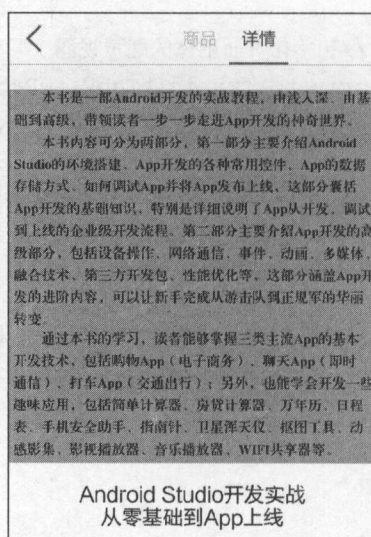 商品 详情
本书是一部Android开发的实战教程，由浅入深、由基
础到高级，带领读者一步一步走进App开发的神奇世界。
本书内容可分为两部分，第一部分主要介绍Android
Studio的环境搭建、App开发的各种常用控件、App的数据
存储方式、如何调试App并将App发布上线，这部分囊括
App开发的基础知识，特别是详细说明了App从开发、调试
到上线的企业级开发流程。第二部分主要介绍App开发的高
级部分，包括设备操作、网络通信、事件、动画、多媒体、
融合技术、第三方开发包、性能优化等，这部分涵盖App开
发的进阶内容，可以让新手完成从游击队到正规军的华丽
转变。
通过本书的学习，读者能够掌握三类主流App的基本
开发技术，包括购物App（电子商务）、聊天App（即时
通信）、打车App（交通出行）；另外，也能学会开发一些
趣味应用，包括简单计算器、房贷计算器、万年历、日程
表、手机安全助手、指南针、卫星浑天仪、抠图工具、动
感影集、影视播放器、音乐播放器、WIFI共享器等。
Android Studio开发实战
从零基础到App上线